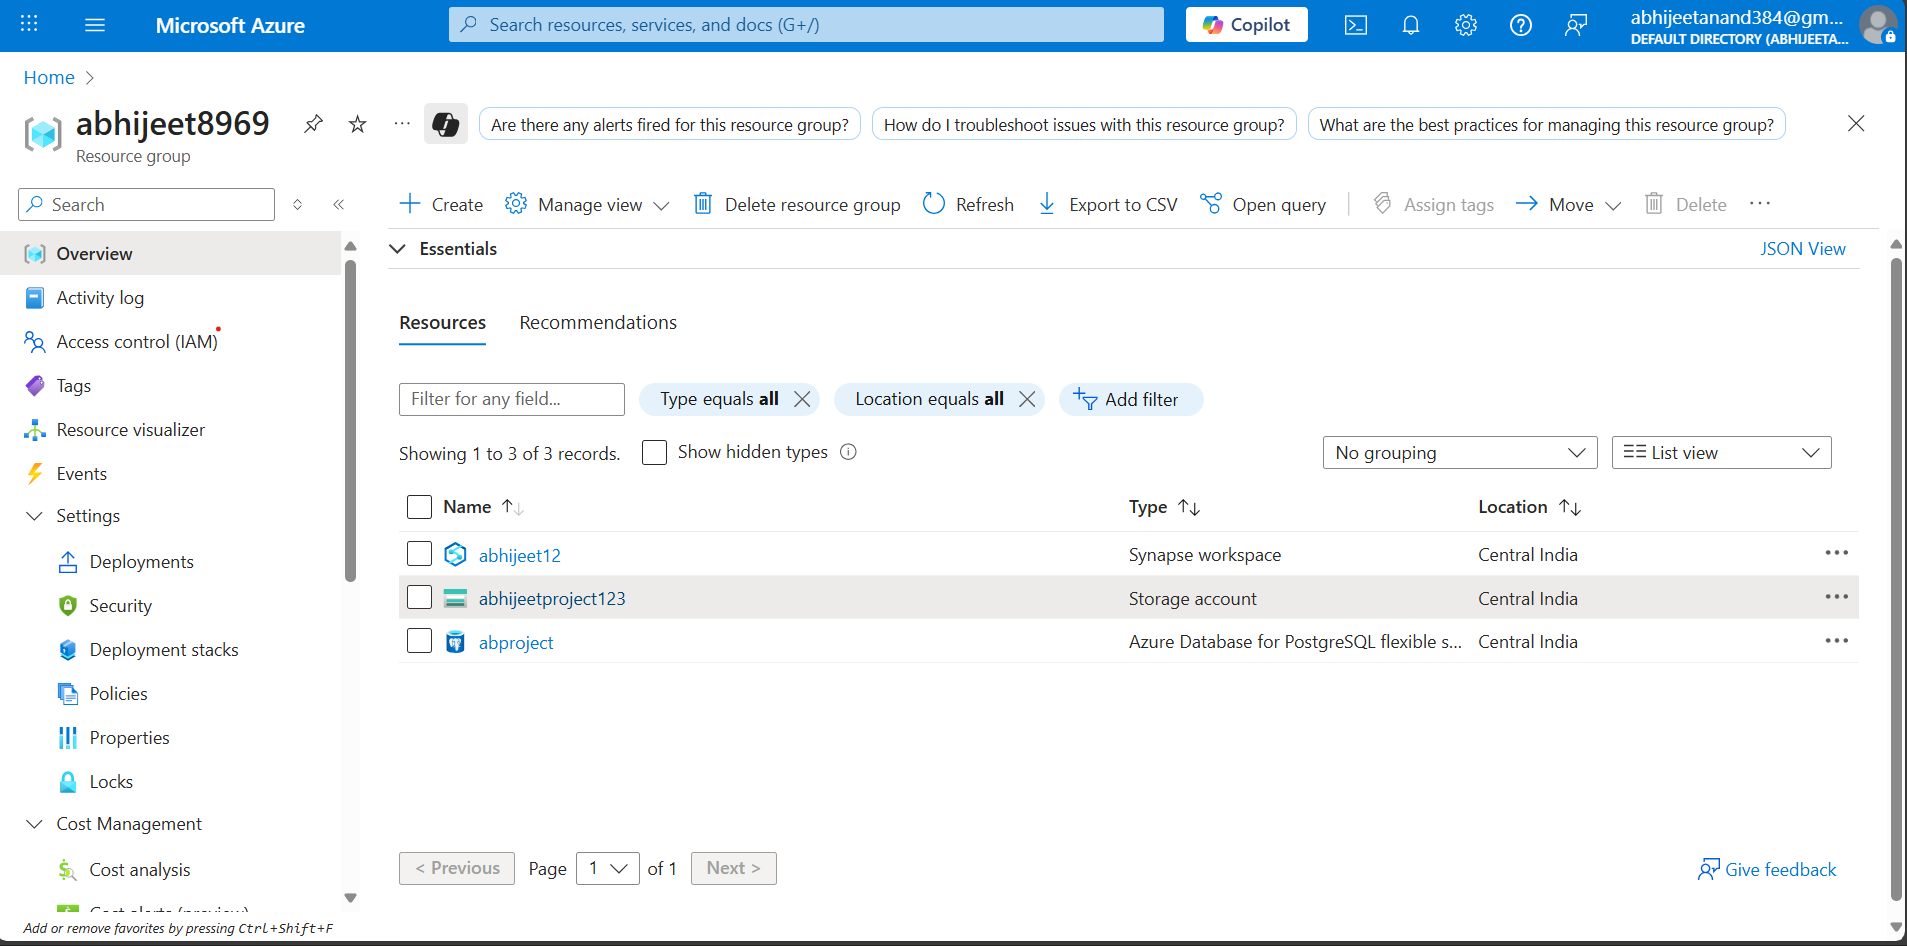 Microsoft Azure
Search resources, services, and docs (G+/)
Copilot
abhijeetanand384@gm...
DEFAULT DIRECTORY (ABHIJEETA...
Home
abhijeet8969
Resource group
Are there any alerts fired for this resource group?
How do I troubleshoot issues with this resource group?
What are the best practices for managing this resource group?
Search
Create
Manage view
Delete resource group
Refresh
Export to CSV
Open query
Assign tags
Move
Delete
Overview
Activity log
Access control (IAM)
Tags
Resource visualizer
Events
Settings
Deployments
Security
Deployment stacks
Policies
Properties
Locks
Cost Management
Cost analysis
Cost alerts (preview)
Add or remove favorites by pressing Ctrl+Shift+F
Essentials
JSON View
Resources
Recommendations
Filter for any field...
Type equals all
Location equals all
Add filter
Showing 1 to 3 of 3 records.
Show hidden types
No grouping
List view
Name
Type
Location
abhijeet12
Synapse workspace
Central India
abhijeetproject123
Storage account
Central India
abproject
Azure Database for PostgreSQL flexible s...
Central India
< Previous
Page
1
of 1
Next >
Give feedback